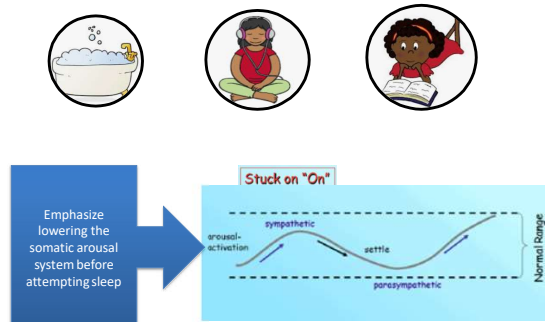 Emphasize
lowering the
somatic arousal
system before
attempting sleep
Stuck on "On"
sympathetic
arousal-
activation
settle
parasympathetic
Normal Range